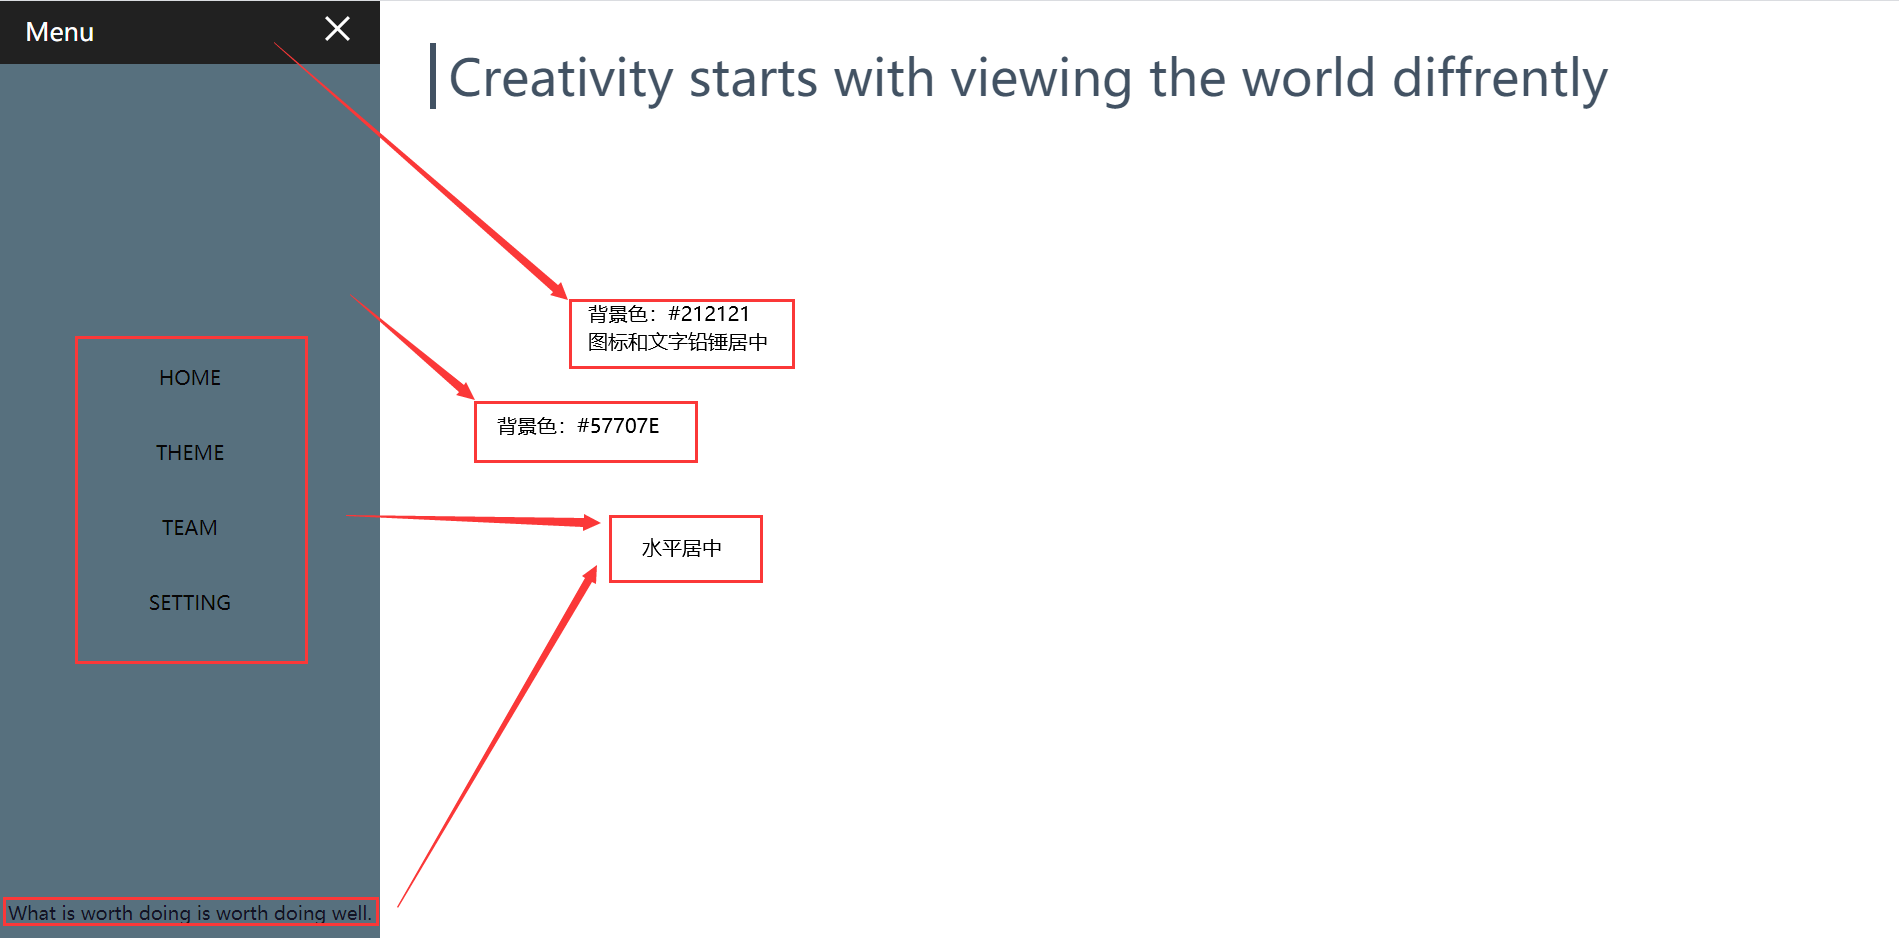 Menu
Creativity starts with viewing the world diffrently
背景色：#212121
图标和文字铅锤居中
HOME
背景色：#57707E
THEME
TEAM
水平居中
SETTING
What is worth doing is worth doing well.